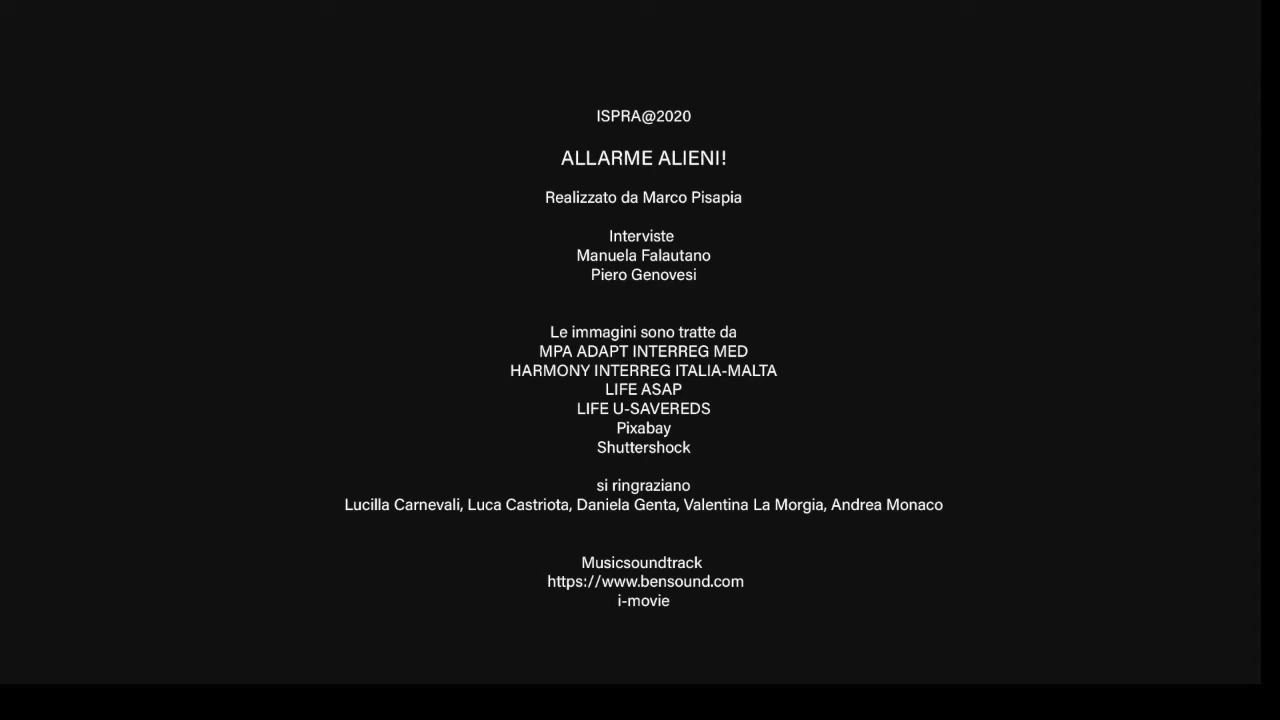 ISPRA@2020
ALLARME ALIENI!
Realizzato da Marco Pisapia
Interviste
Manuela Falautano
Piero Genovesi
Le immagini sono tratte da
MPA ADAPT INTERREG MED
HARMONY INTERREG ITALIA-MALTA
LIFE ASAP
LIFE U-SAVEREDS
Pixabay
Shuttershock
si ringraziano
Lucilla Carnevali, Luca Castriota, Daniela Genta, Valentina La Morgia, Andrea Monaco
Musicsoundtrack
https://www.bensound.com
i-movie